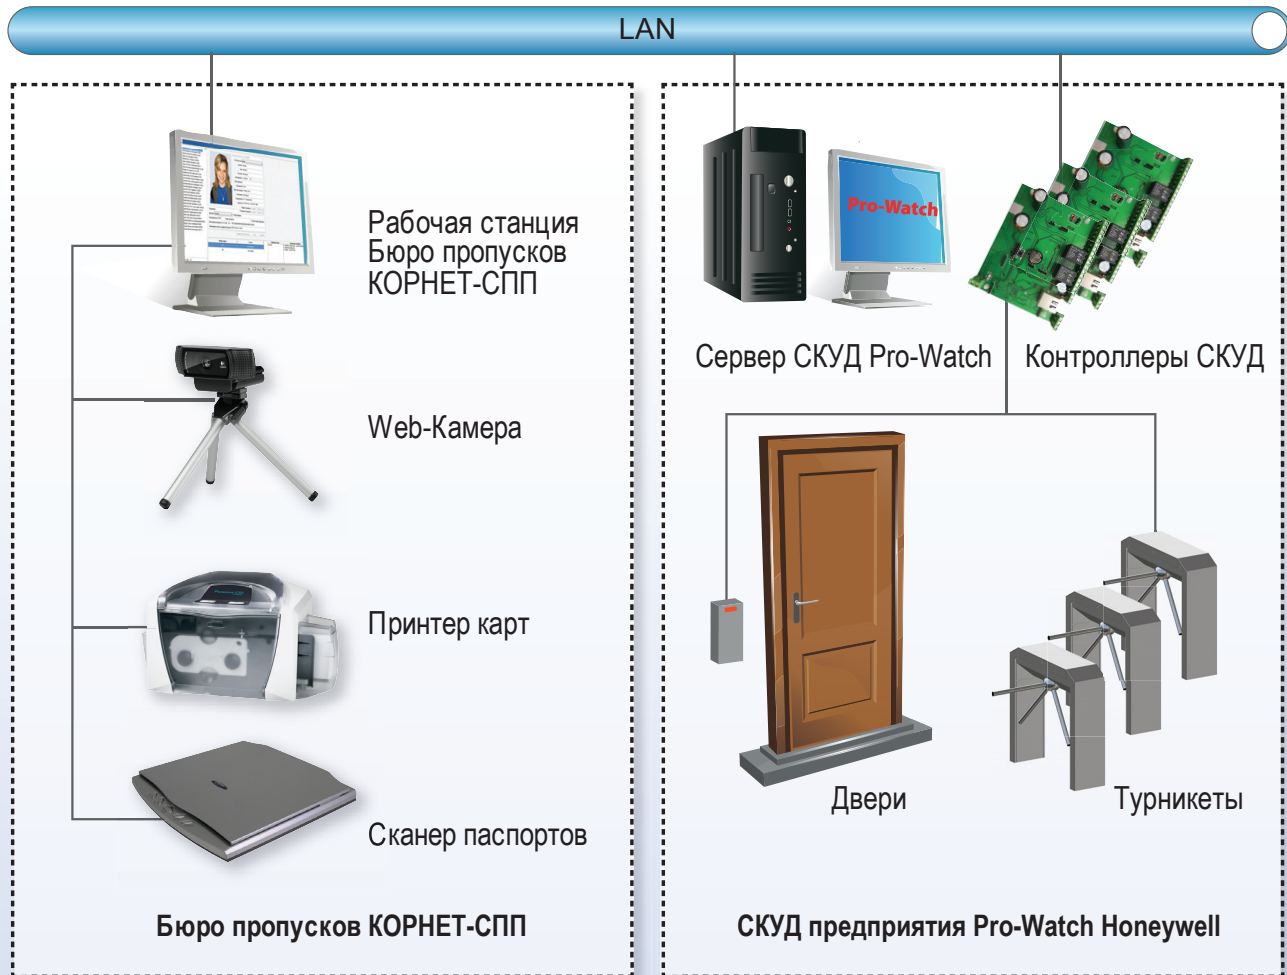 LAN
Рабочая станция
Бюро пропусков
КОРНЕТ-СПП
Web-Камера
Принтер карт
Сканер паспортов
Бюро пропусков КОРНЕТ-СПП
Pro-Watch
Сервер СКУД Pro-Watch
Контроллеры СКУД
Двери
Турникеты
СКУД предприятия Pro-Watch Honeywell